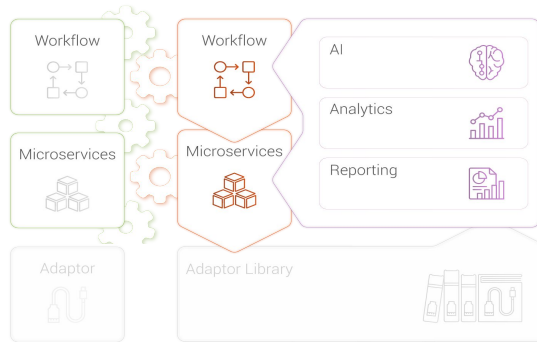 Workflow
Workflow
AI
Analytics
Microservices
Microservices
Reporting
Adaptor
Adaptor Library